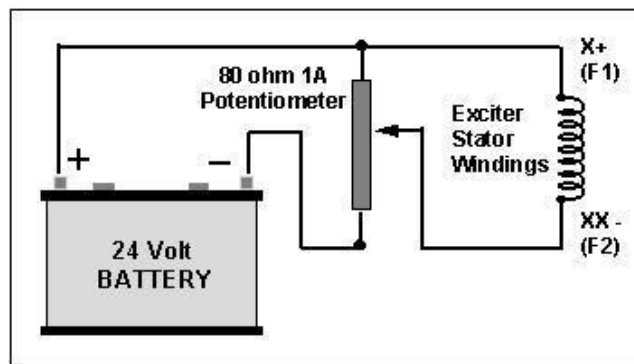 80 ohm 1A
Potentiometer
X+
(F1)
Exciter
Stator
Windings
+
−
XX -
(F2)
24 Volt
BATTERY